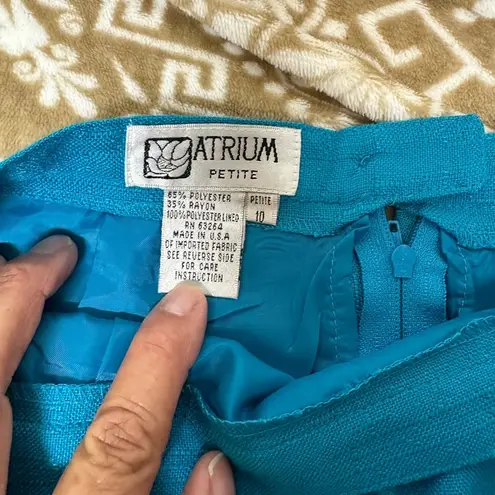 ATRIUM
PETITE
65% POLYESTER
35% RAYON
100% POLYESTER LINED
RN 63264
MADE IN U.S.A
OF IMPORTED FABRIC
SEE REVERSE SIDE
FOR CARE
INSTRUCTION
PETITE
10